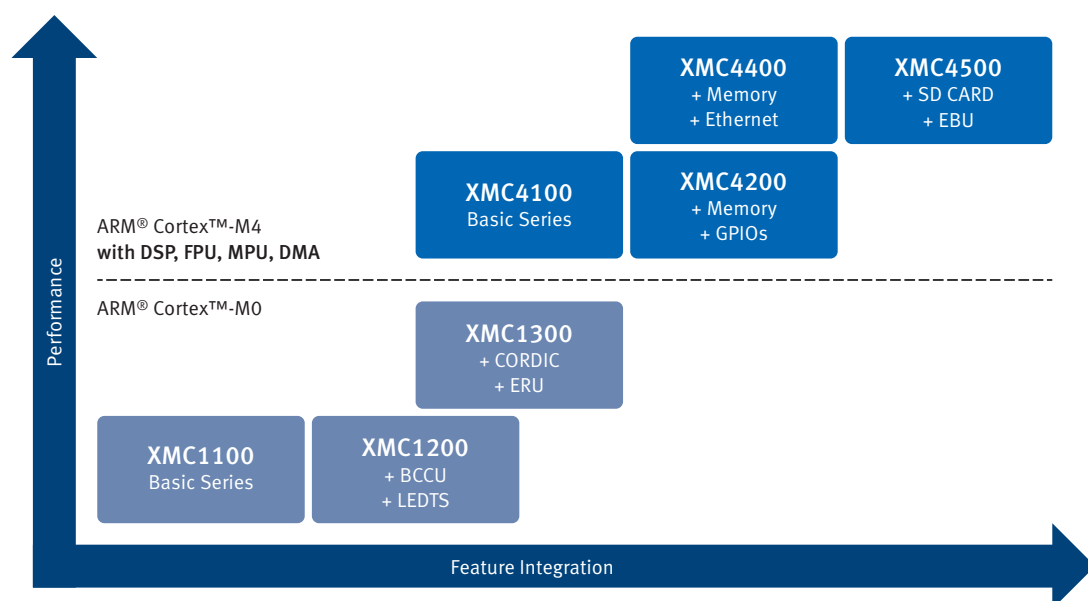 XMC4400
+ Memory
+ Ethernet
XMC4500
+ SD CARD
+ EBU
XMC4100
Basic Series
XMC4200
+ Memory
+ GPIOs
ARM® Cortex™-M4
with DSP, FPU, MPU, DMA
ARM® Cortex™-M0
XMC1300
+ CORDIC
+ ERU
XMC1100
Basic Series
XMC1200
+ BCCU
+ LEDTS
Performance
Feature Integration